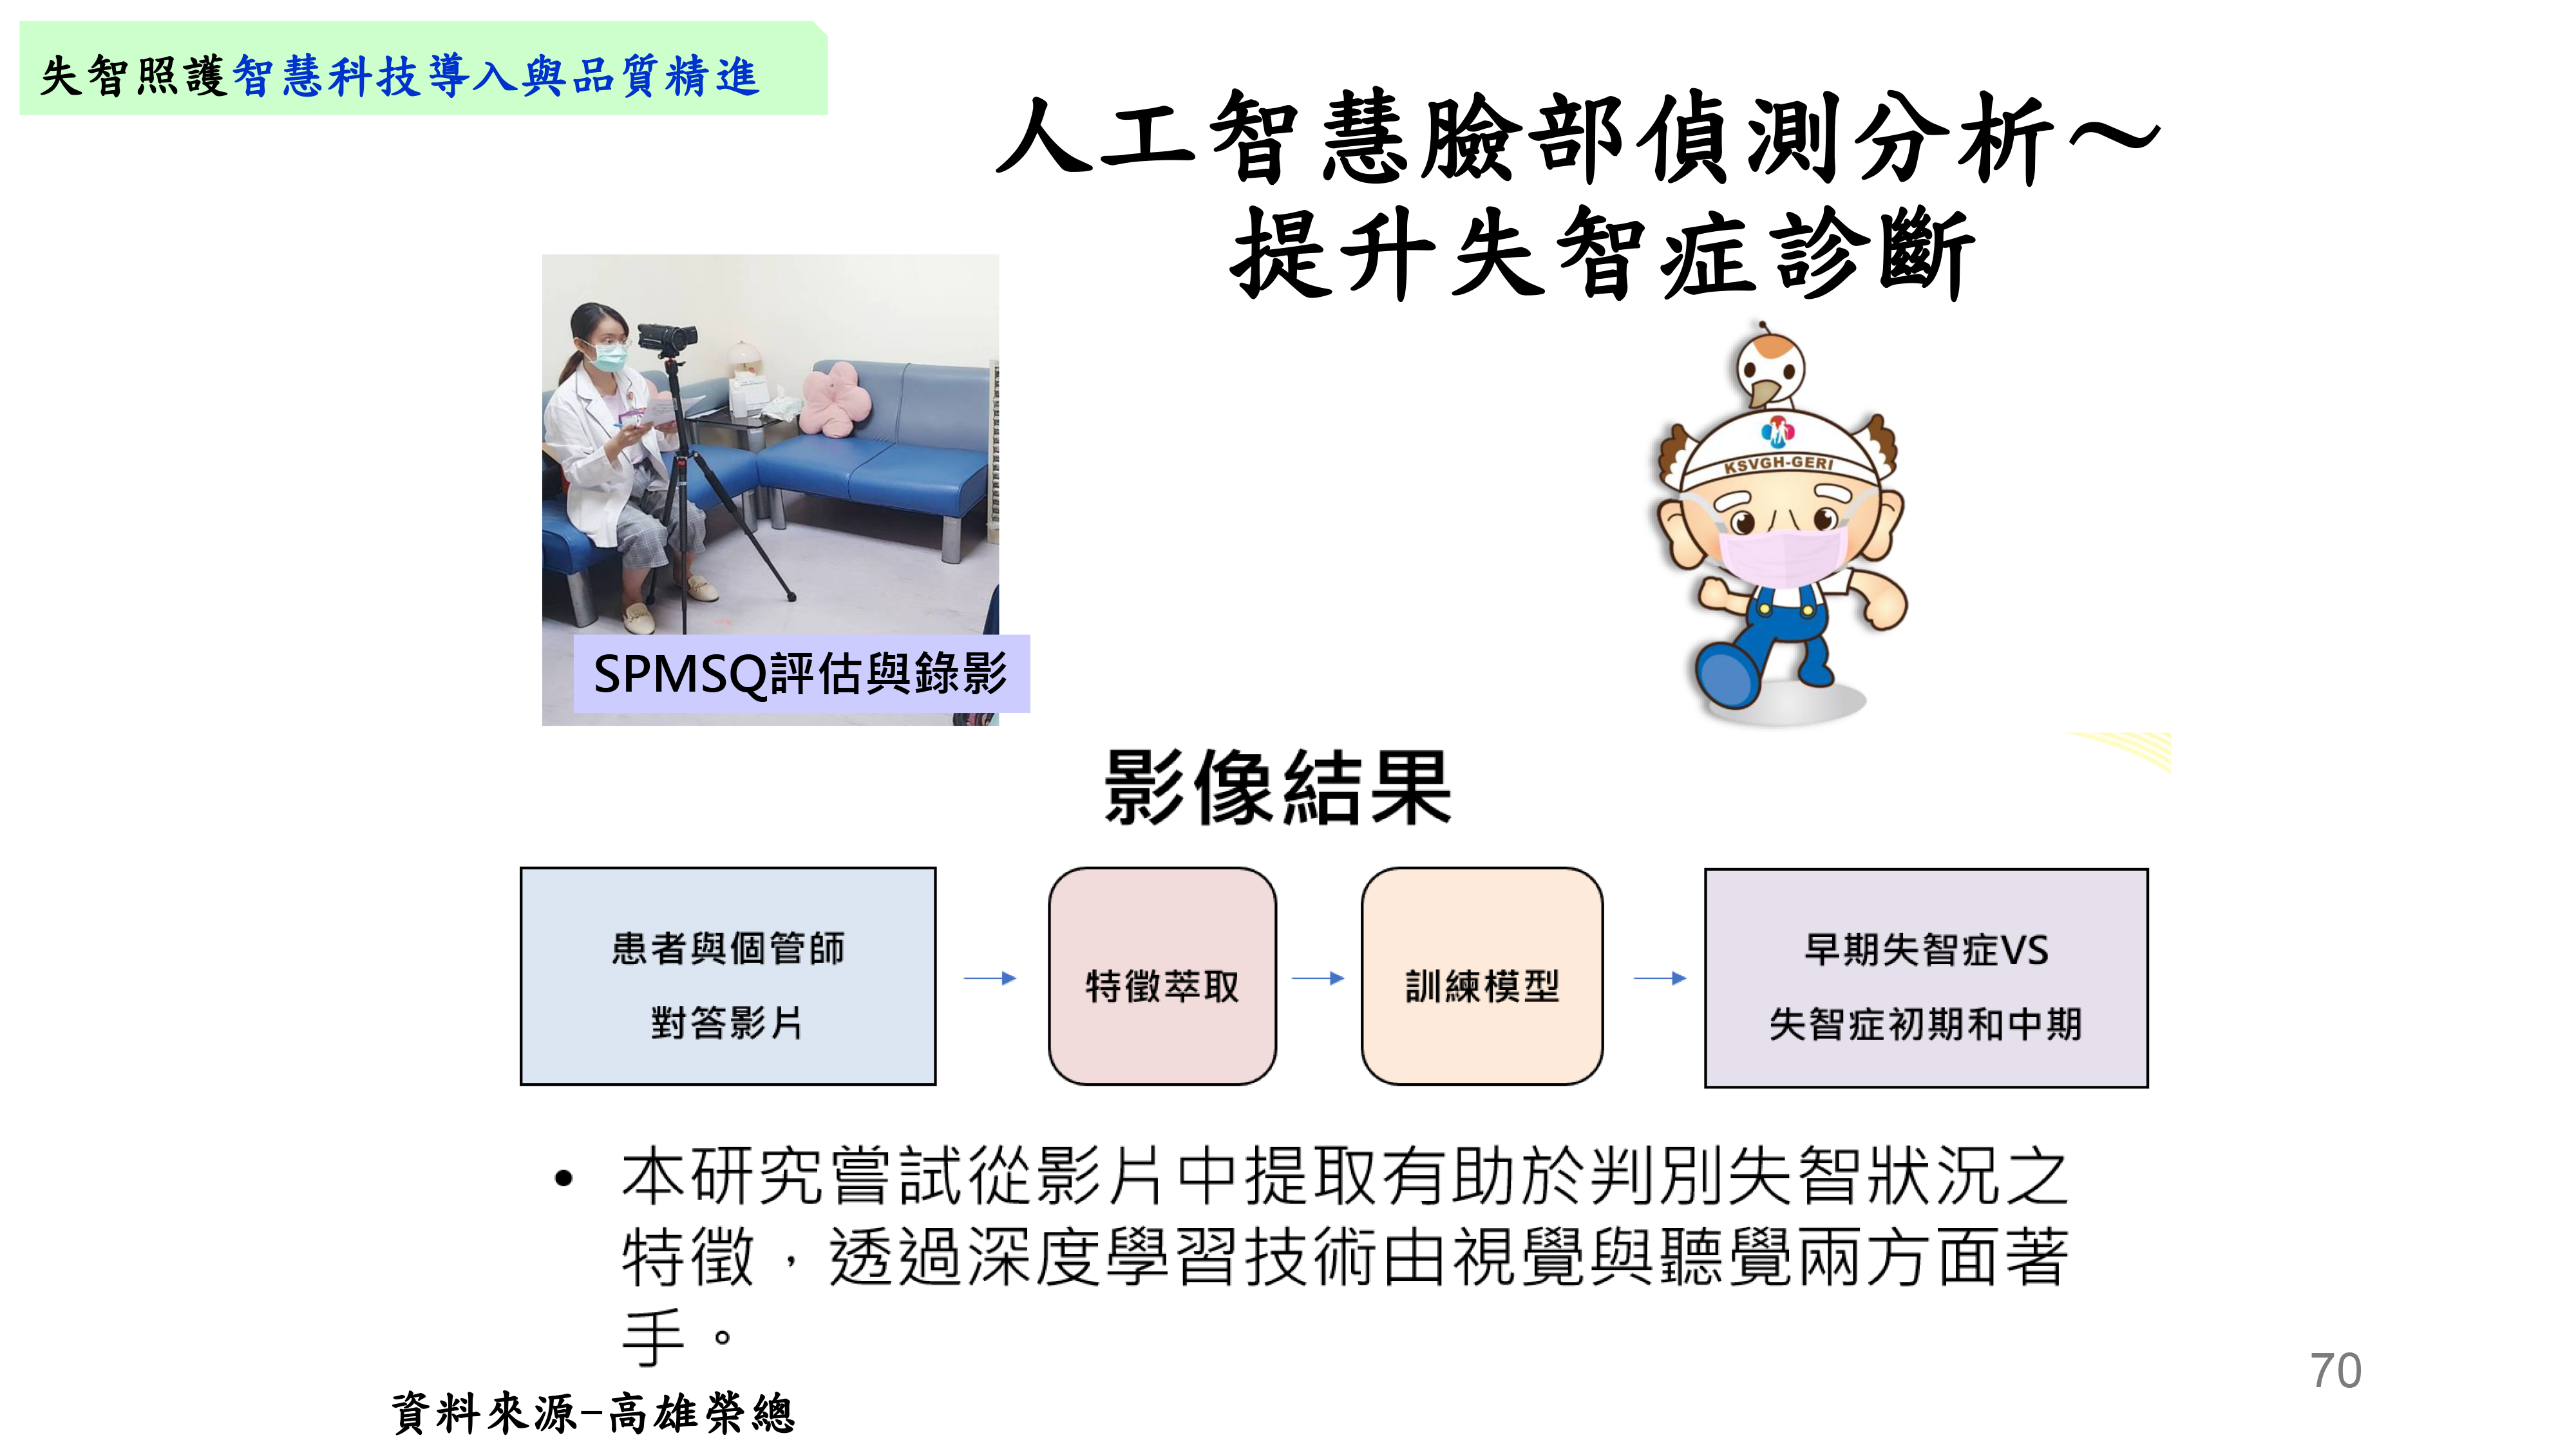 失智照護智慧科技導入與品質精進
人工智慧臉部偵測分析～
提升失智症診斷
KSVGH-GERI
SPMSQ評估與錄影
影像結果
患者與個管師
對答影片
特徵萃取
訓練模型
早期失智症VS
失智症初期和中期
• 本研究嘗試從影片中提取有助於判別失智狀況之
特徵，透過深度學習技術由視覺與聽覺兩方面著
手。
資料來源-高雄榮總
70